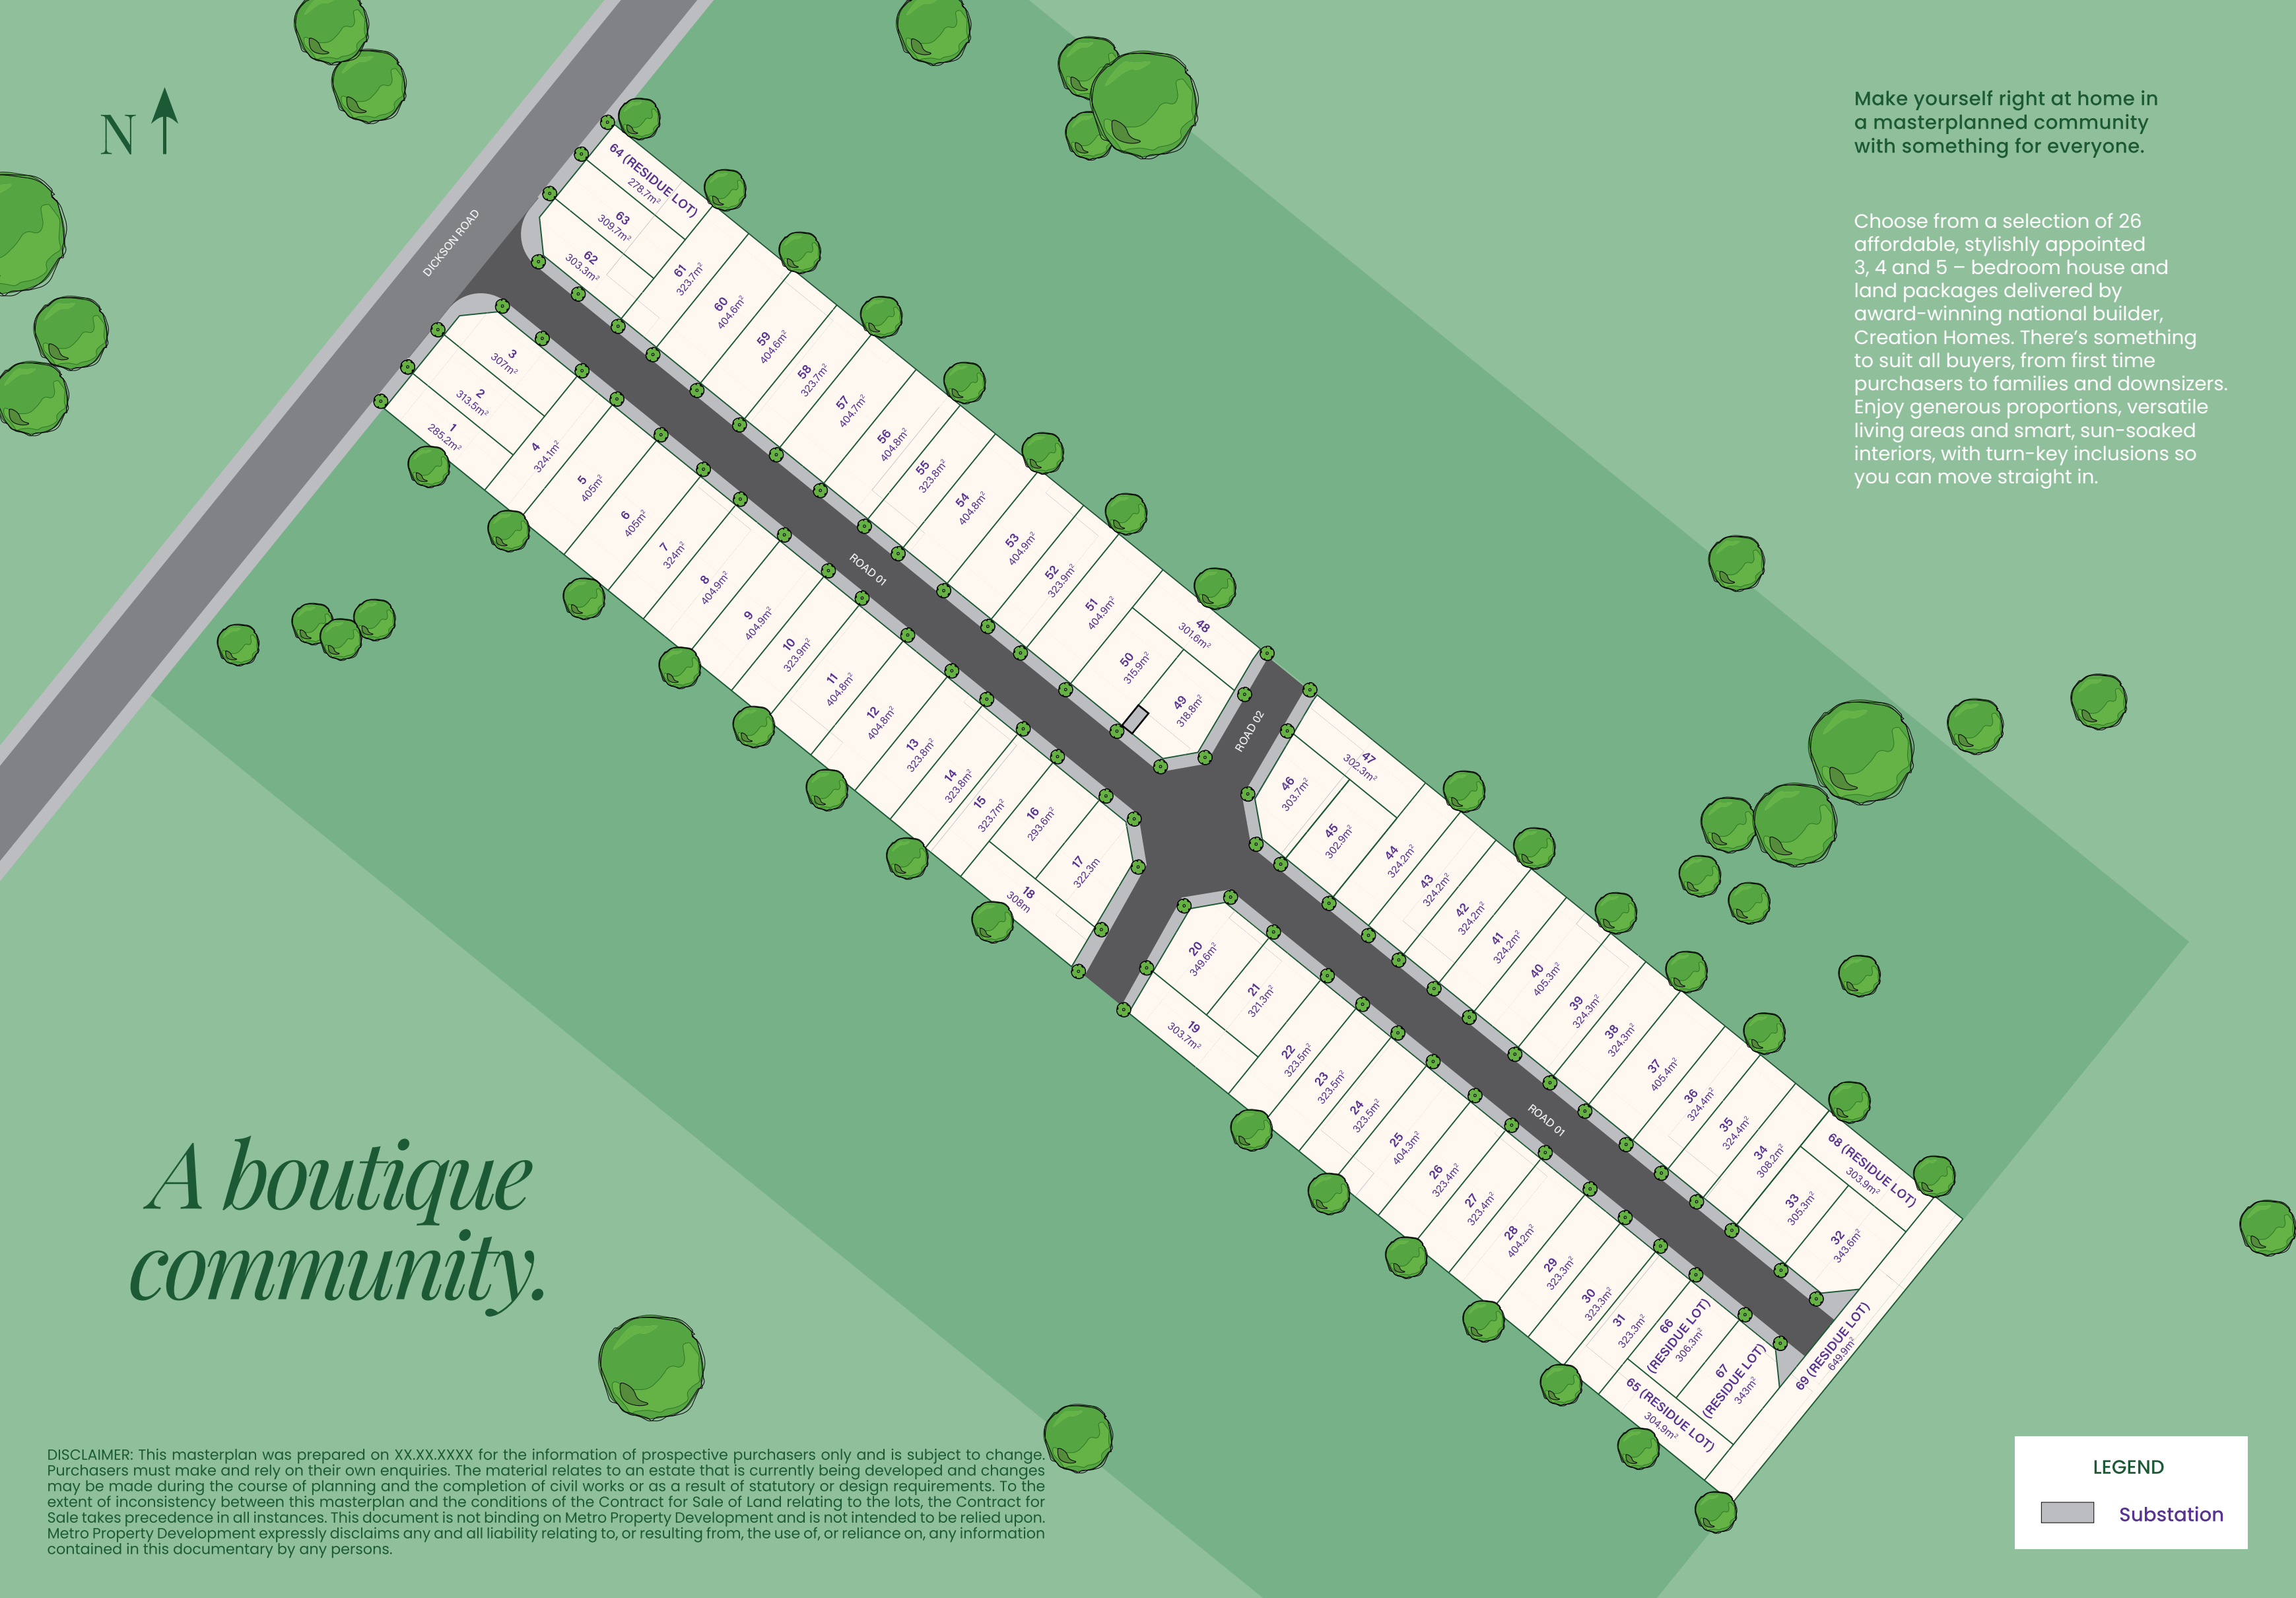 N
DICKSON ROAD
Make yourself right at home in
a masterplanned community
with something for everyone.
Choose from a selection of 26
affordable, stylishly appointed
3, 4 and 5 – bedroom house and
land packages delivered by
award-winning national builder,
Creation Homes. There’s something
to suit all buyers, from first time
purchasers to families and downsizers.
Enjoy generous proportions, versatile
living areas and smart, sun-soaked
interiors, with turn-key inclusions so
you can move straight in.
64 (RESIDUE LOT)
278.7m²
63
309.7m²
62
303.3m²
61
323.7m²
60
404.6m²
59
404.6m²
58
323.7m²
57
404.7m²
56
404.8m²
55
323.8m²
54
404.8m²
53
404.9m²
52
323.9m²
51
404.9m²
50
315.9m²
49
318.8m²
48
301.6m²
3
307m²
2
313.5m²
1
285.2m²
4
324.1m²
5
405m²
6
405m²
7
324m²
8
404.9m²
9
404.9m²
10
323.9m²
11
404.8m²
12
404.8m²
13
323.8m²
14
323.8m²
15
323.7m²
16
293.6m²
17
322.3m
18
308m
ROAD 01
ROAD 02
47
302.3m²
46
303.7m²
45
302.9m²
44
324.2m²
43
324.2m²
42
324.2m²
41
324.2m²
40
405.3m²
39
324.3m²
38
324.3m²
37
405.4m²
36
324.4m²
35
324.4m²
34
308.2m²
33
305.3m²
32
343.6m²
68 (RESIDUE LOT)
303.9m²
20
349.6m²
21
321.3m²
19
303.7m²
22
323.5m²
23
323.5m²
24
323.5m²
25
404.3m²
26
323.4m²
27
323.4m²
28
404.2m²
29
323.3m²
30
323.3m²
31
323.3m²
66
(RESIDUE LOT)
306.3m²
67
(RESIDUE LOT)
343m²
65 (RESIDUE LOT)
304.9m²
69 (RESIDUE LOT)
649.9m²
ROAD 01
A boutique
community.
DISCLAIMER: This masterplan was prepared on XX.XX.XXXX for the information of prospective purchasers only and is subject to change.
Purchasers must make and rely on their own enquiries. The material relates to an estate that is currently being developed and changes
may be made during the course of planning and the completion of civil works or as a result of statutory or design requirements. To the
extent of inconsistency between this masterplan and the conditions of the Contract for Sale of Land relating to the lots, the Contract for
Sale takes precedence in all instances. This document is not binding on Metro Property Development and is not intended to be relied upon.
Metro Property Development expressly disclaims any and all liability relating to, or resulting from, the use of, or reliance on, any information
contained in this documentary by any persons.
LEGEND
Substation